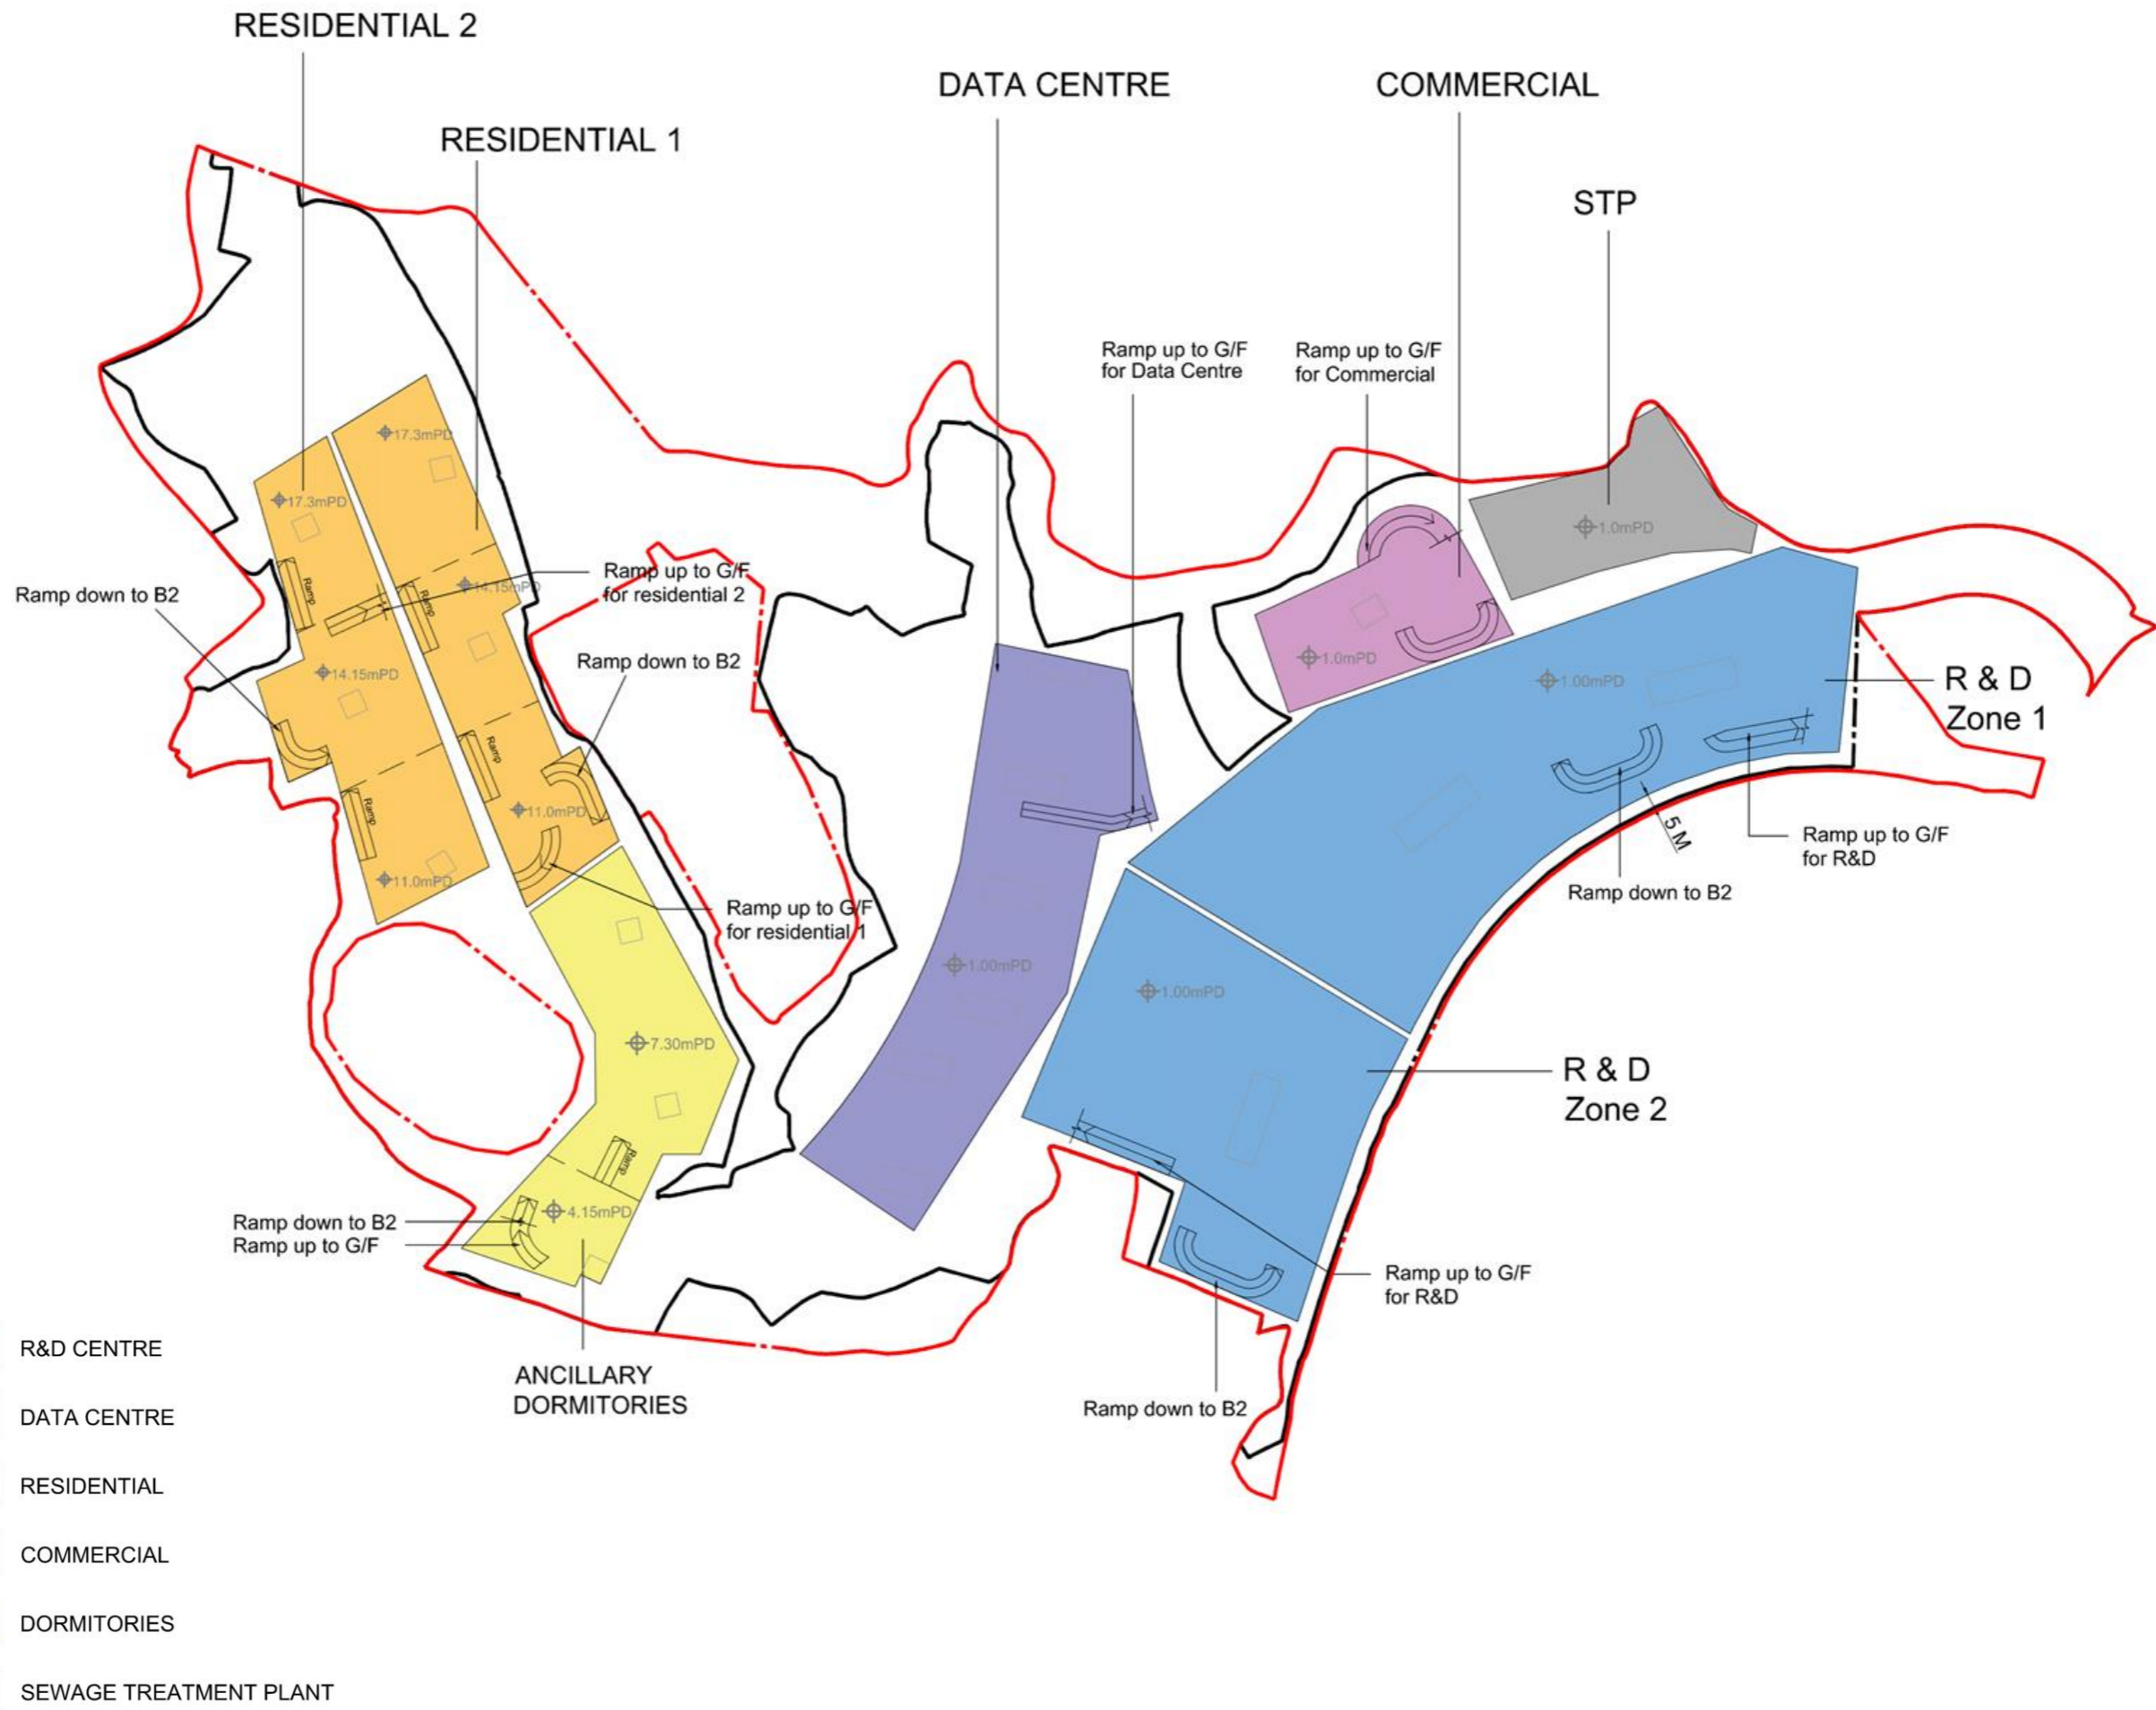 RESIDENTIAL 2
DATA CENTRE
COMMERCIAL
RESIDENTIAL 1
STP
Ramp up to G/F
for Data Centre
Ramp up to G/F
for Commercial
17.3mPD
17.3mPD
1.0mPD
Ramp up to G/F
for residential 2
14.15mPD
Ramp
Ramp
Ramp down to B2
Ramp down to B2
1.0mPD
14.15mPD
1.00mPD
R & D
Zone 1
Ramp
Ramp
11.0mPD
5 M
Ramp up to G/F
for R&D
11.0mPD
Ramp down to B2
Ramp up to G/F
for residential 1
1.00mPD
1.00mPD
7.30mPD
R & D
Zone 2
Ramp
4.15mPD
Ramp down to B2
Ramp up to G/F
Ramp up to G/F
for R&D
R&D CENTRE
ANCILLARY
DORMITORIES
Ramp down to B2
DATA CENTRE
RESIDENTIAL
COMMERCIAL
DORMITORIES
SEWAGE TREATMENT PLANT